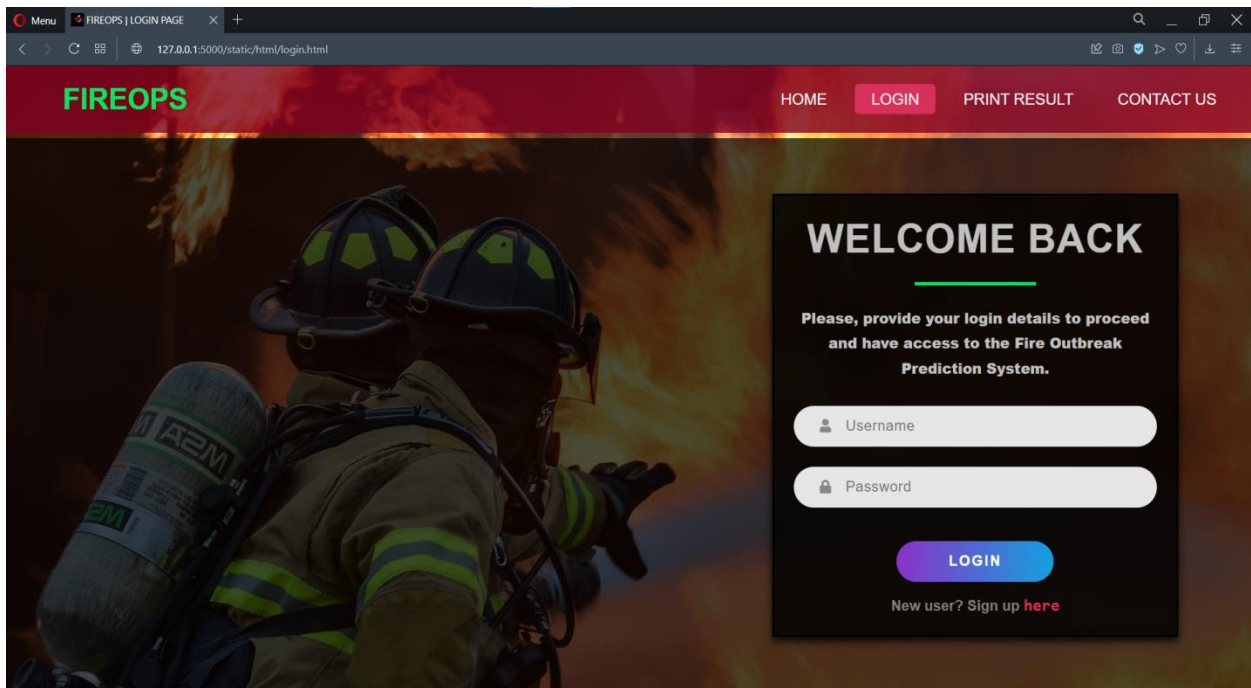 Menu
FIREOPS | LOGIN PAGE
127.0.0.1:5000/static/html/login.html
FIREOPS
HOME
LOGIN
PRINT RESULT
CONTACT US
WELCOME BACK
Please, provide your login details to proceed
and have access to the Fire Outbreak
Prediction System.
Username
Password
LOGIN
New user? Sign up here
MSA